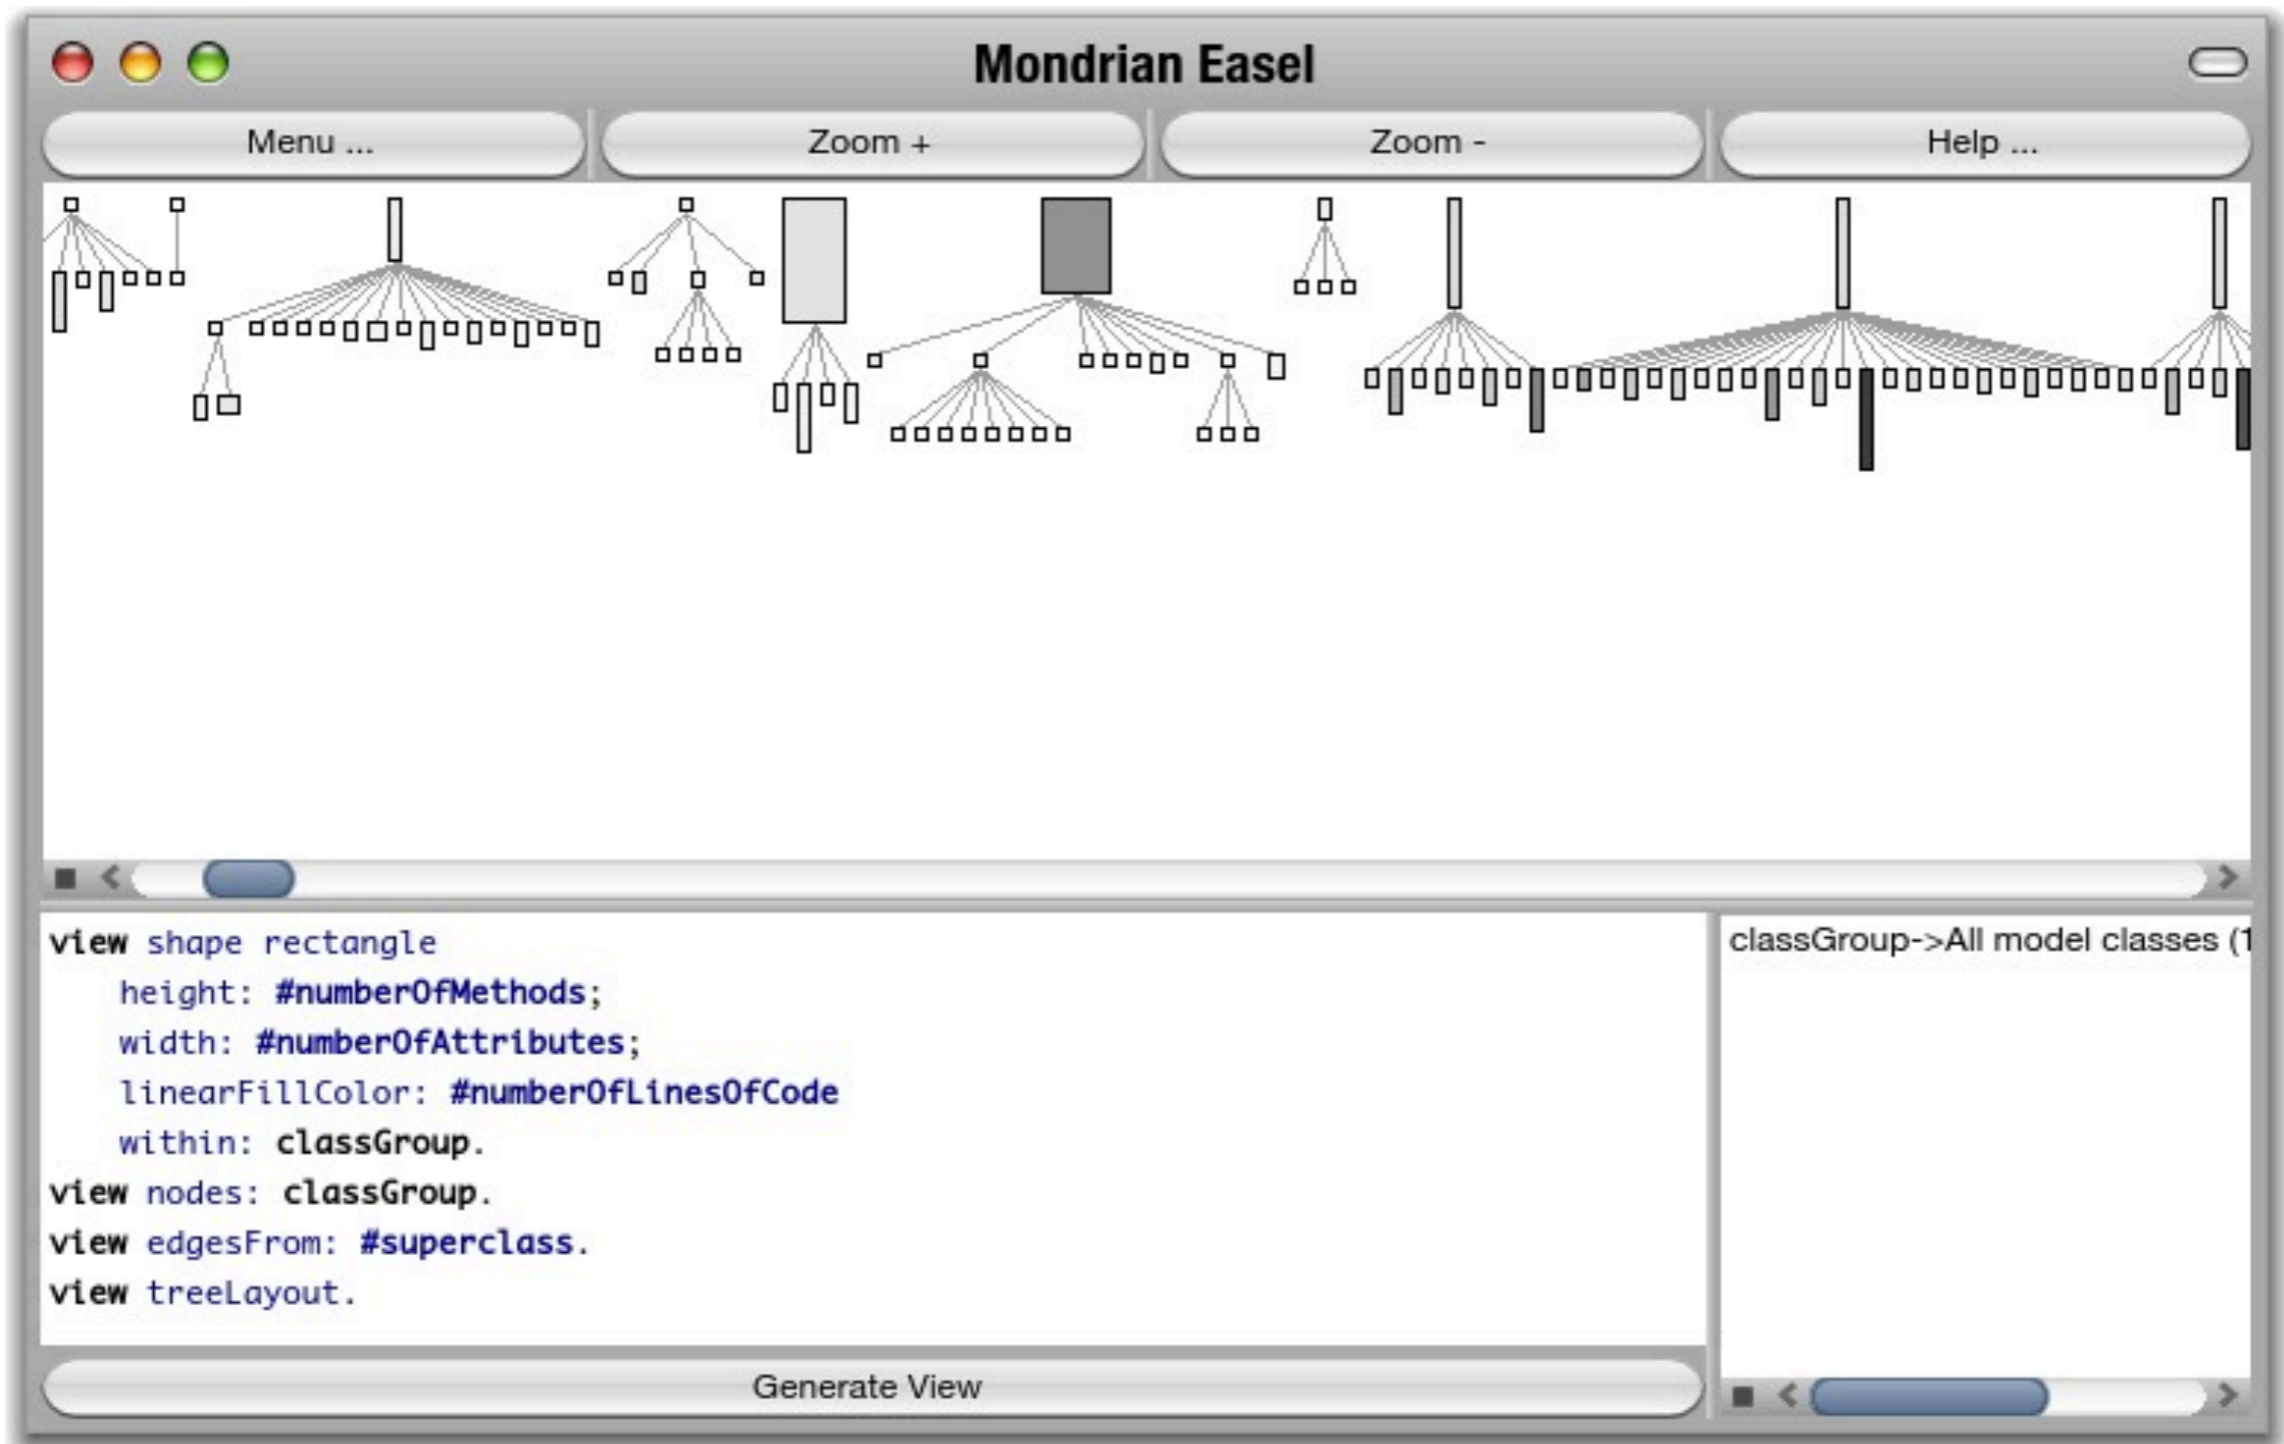 Mondrian Easel
Menu ...
Zoom +
Zoom -
Help ...
view shape rectangle
height: #numberOfMethods;
width: #numberOfAttributes;
linearFillColor: #numberOfLinesOfCode
within: classGroup.
view nodes: classGroup.
view edgesFrom: #superclass.
view treeLayout.
classGroup->All model classes (1
Generate View